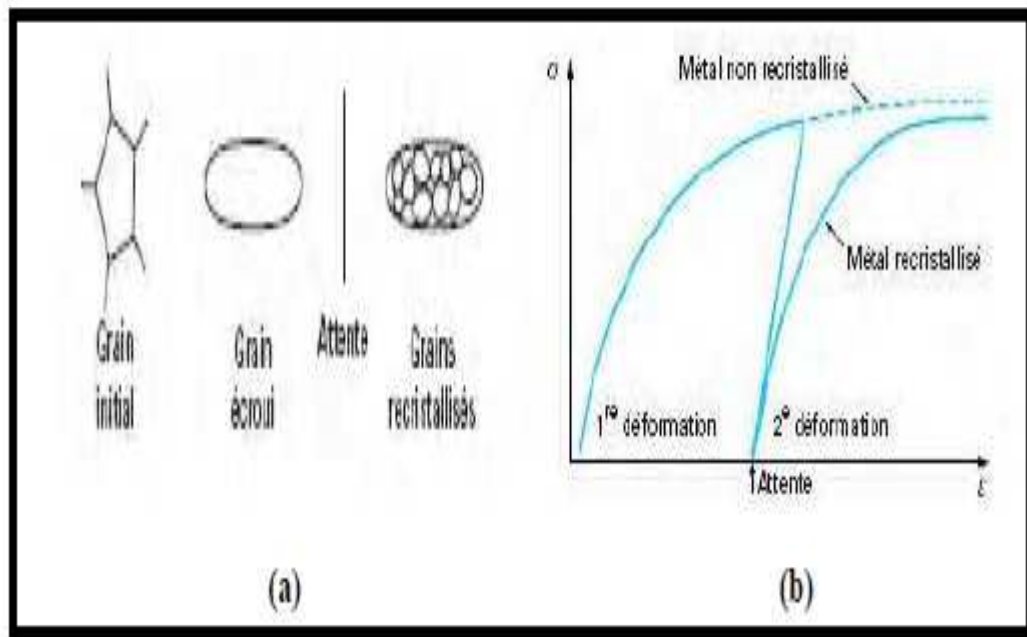 Grain
initial
Grain
écroui
Attente
Grains
recristallisés
(a)
σ
Métal non recristallisé
Métal recristallisé
1re déformation
2e déformation
Attente
ε
(b)